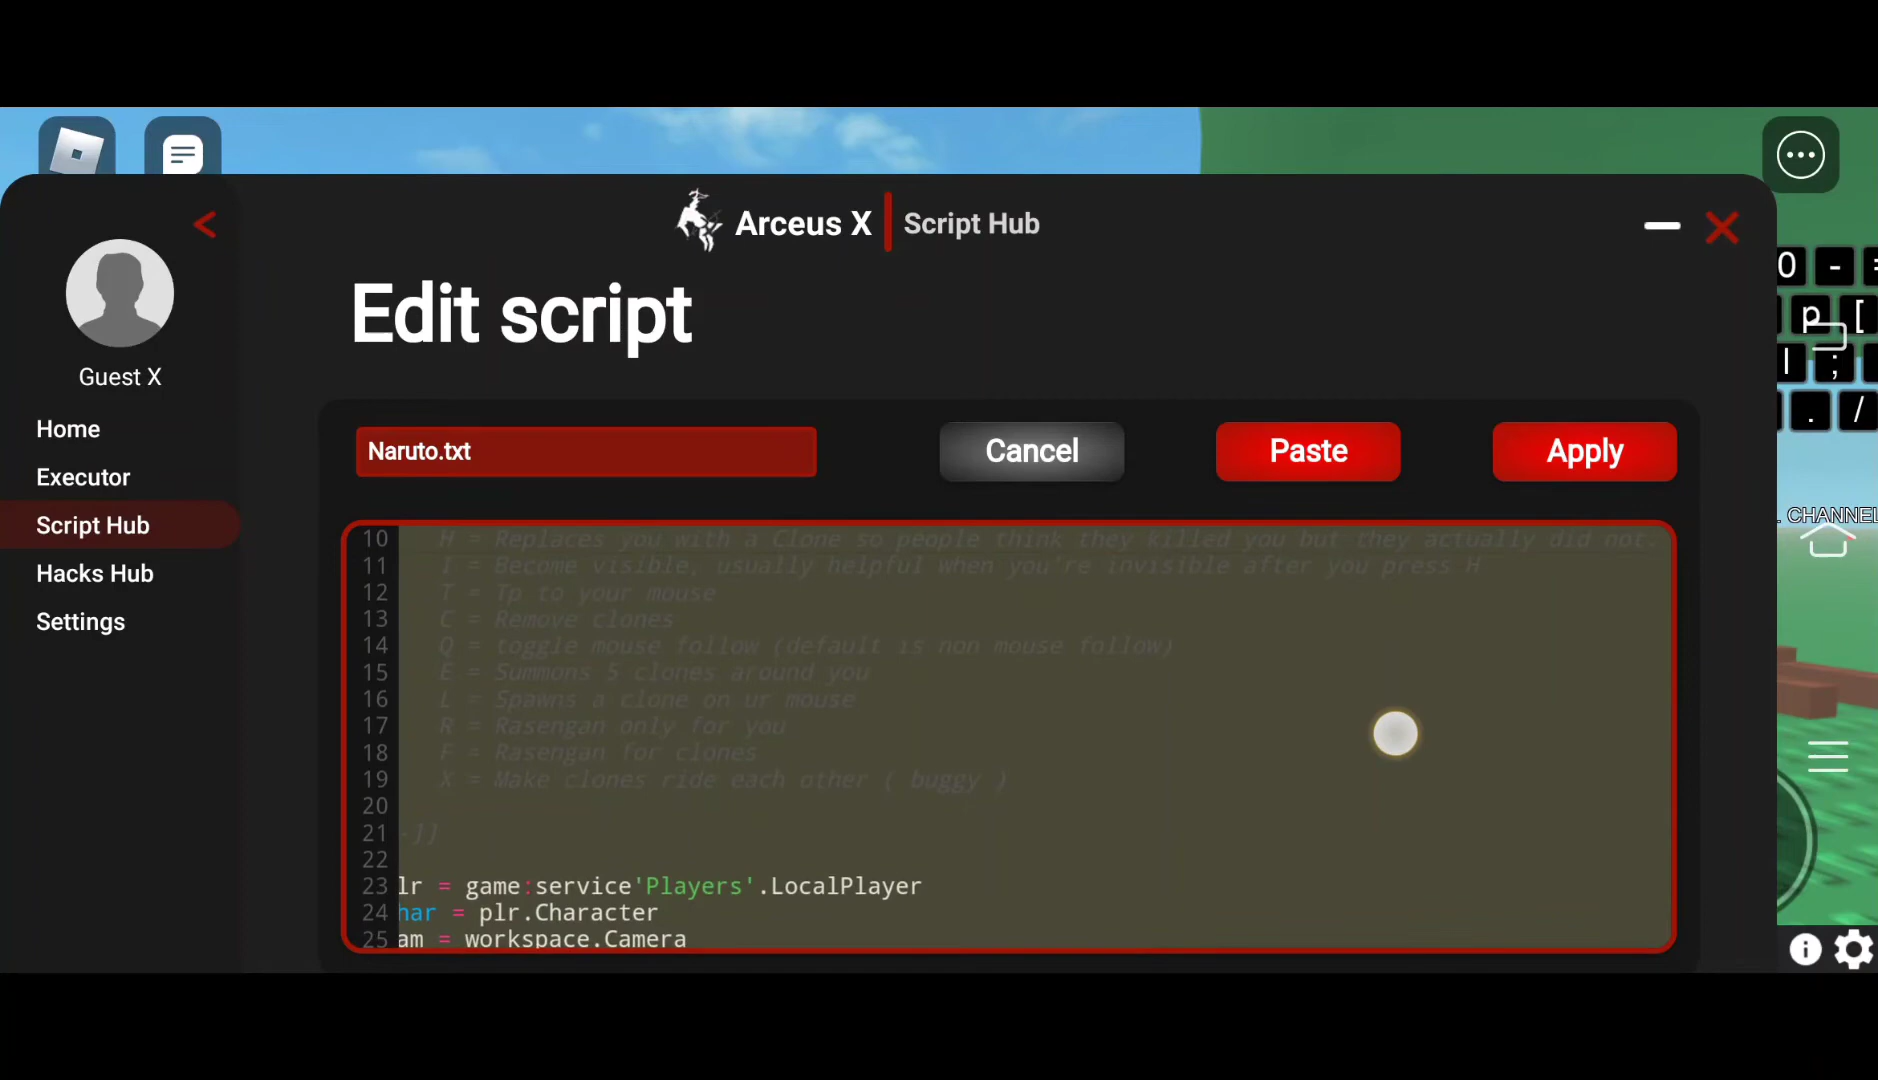 Arceus X
Script Hub
Edit script
Guest X
Home
Executor
Script Hub
Hacks Hub
Settings
Naruto.txt
Cancel
Paste
Apply
10 H = Replaces you with a Clone so people think they killed you but they actually did not.
11 I = Become visible, usually helpful when you're invisible after you press H
12 T = Tp to your mouse
13 C = Remove clones
14 Q = toggle mouse follow (default is non mouse follow)
15 E = Summons 5 clones around you
16 L = Spawns a clone on ur mouse
17 R = Rasengan only for you
18 F = Rasengan for clones
19 X = Make clones ride each other ( buggy )
20
21 -]]
22
23 lr = game:service'Players'.LocalPlayer
24 har = plr.Character
25 am = workspace.Camera
0 - =
p [
l ;
. /
. CHANNEL